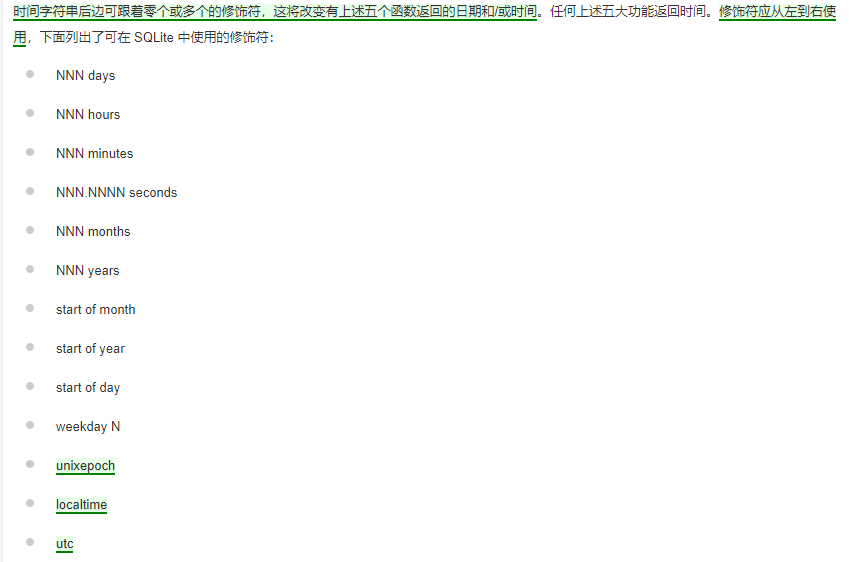 时间字符串后边可跟着零个或多个的修饰符，这将改变有上述五个函数返回的日期和/或时间。任何上述五大功能返回时间。修饰符应从左到右使
用，下面列出了可在 SQLite 中使用的修饰符：
NNN days
NNN hours
NNN minutes
NNN.NNNN seconds
NNN months
NNN years
start of month
start of year
start of day
weekday N
unixepoch
localtime
utc